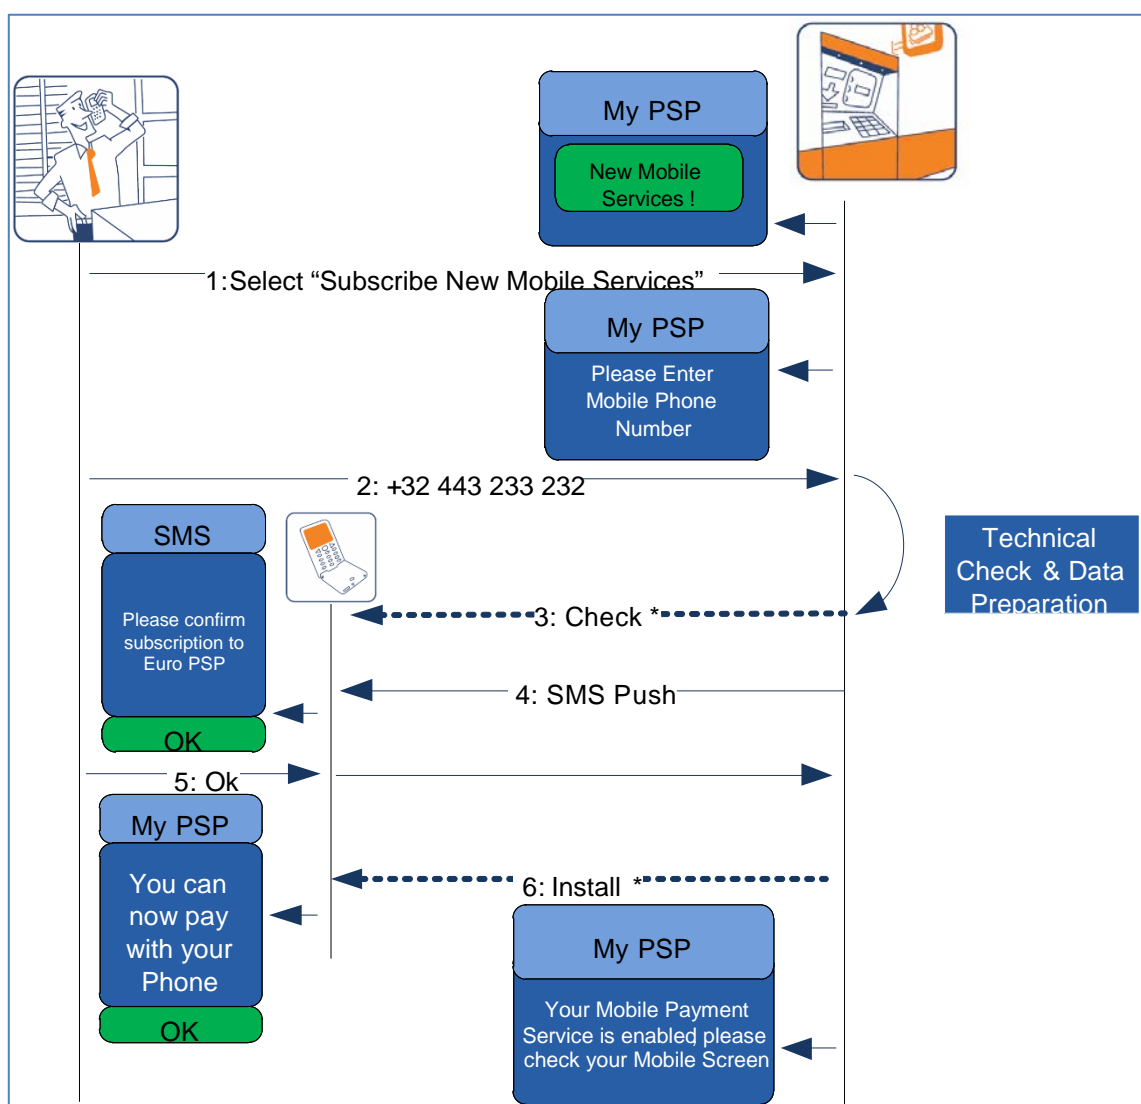 My PSP
New Mobile
Services !
1:Select “Subscribe New Mobile Services”
My PSP
Please Enter
Mobile Phone
Number
2: +32 443 233 232
SMS
Please confirm
subscription to
Euro PSP
OK
Technical
Check & Data
Preparation
3: Check *
4: SMS Push
5: Ok
My PSP
You can
now pay
with your
Phone
OK
6: Install *
My PSP
Your Mobile Payment
Service is enabled, please
check your Mobile Screen